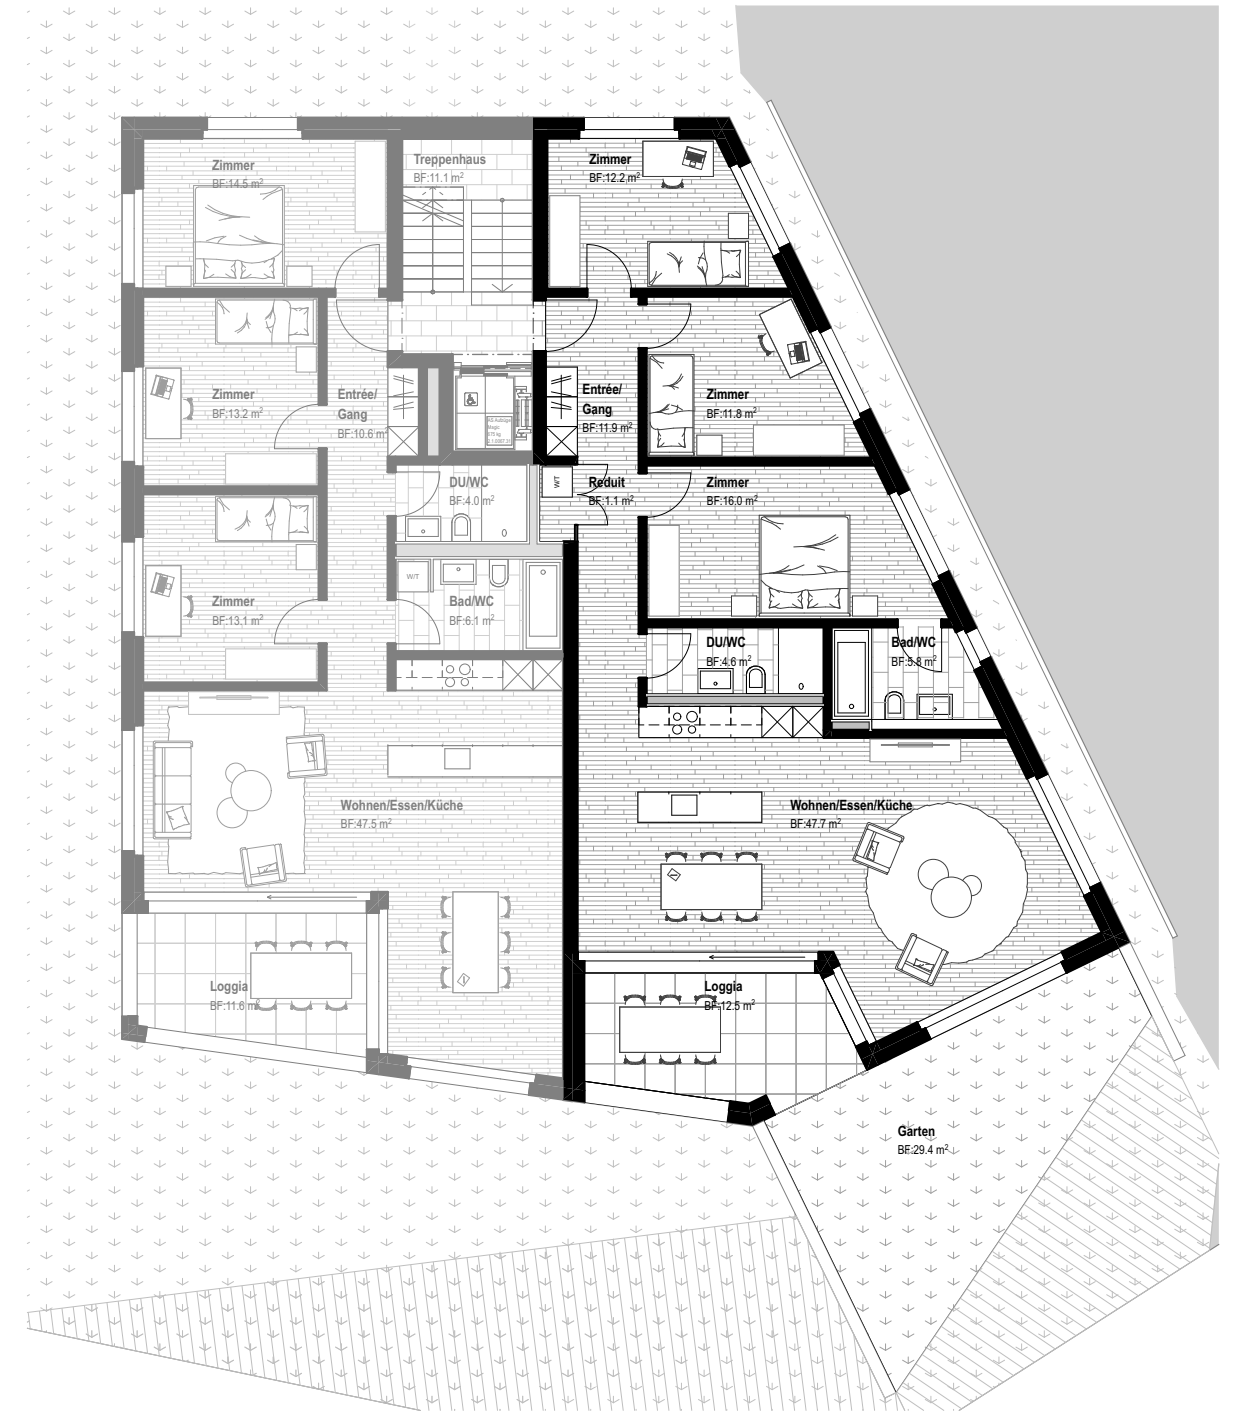 Zimmer
BF:14.5 m²
Treppenhaus
BF:11.1 m²
Zimmer
BF:12.2 m²
Zimmer
BF:13.2 m²
Entrée/
Gang
BF:10.6 m²
Entrée/
Gang
BF:11.9 m²
Zimmer
BF:11.8 m²
DU/WC
BF:4.0 m²
W/T
Reduit
BF:1.1 m²
Zimmer
BF:16.0 m²
Zimmer
BF:13.1 m²
W/T
Bad/WC
BF:6.1 m²
DU/WC
BF:4.6 m²
Bad/WC
BF:5.8 m²
Wohnen/Essen/Küche
BF:47.5 m²
Wohnen/Essen/Küche
BF:47.7 m²
Loggia
BF:11.6 m²
Loggia
BF:12.5 m²
Garten
BF:29.4 m²